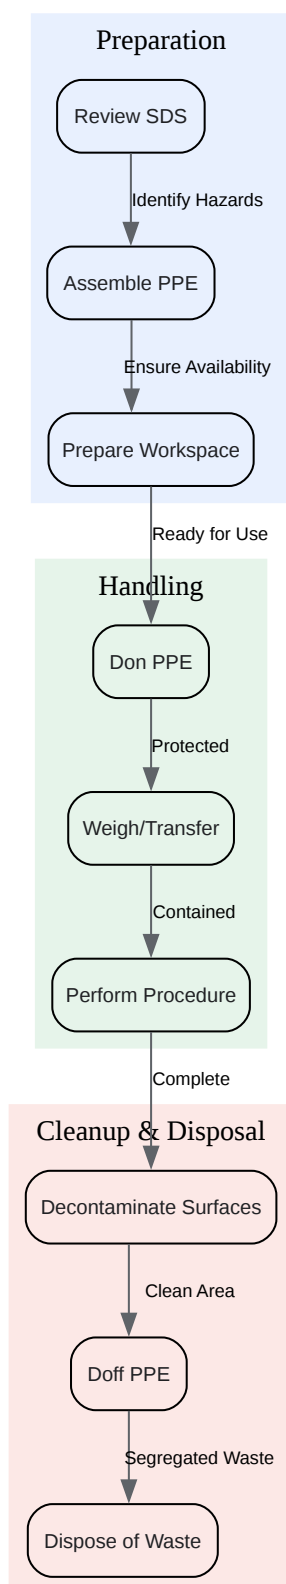 Preparation
Review SDS
Identify Hazards
Assemble PPE
Ensure Availability
Prepare Workspace
Ready for Use
Handling
Don PPE
Protected
Weigh/Transfer
Contained
Perform Procedure
Complete
Cleanup & Disposal
Decontaminate Surfaces
Clean Area
Doff PPE
Segregated Waste
Dispose of Waste